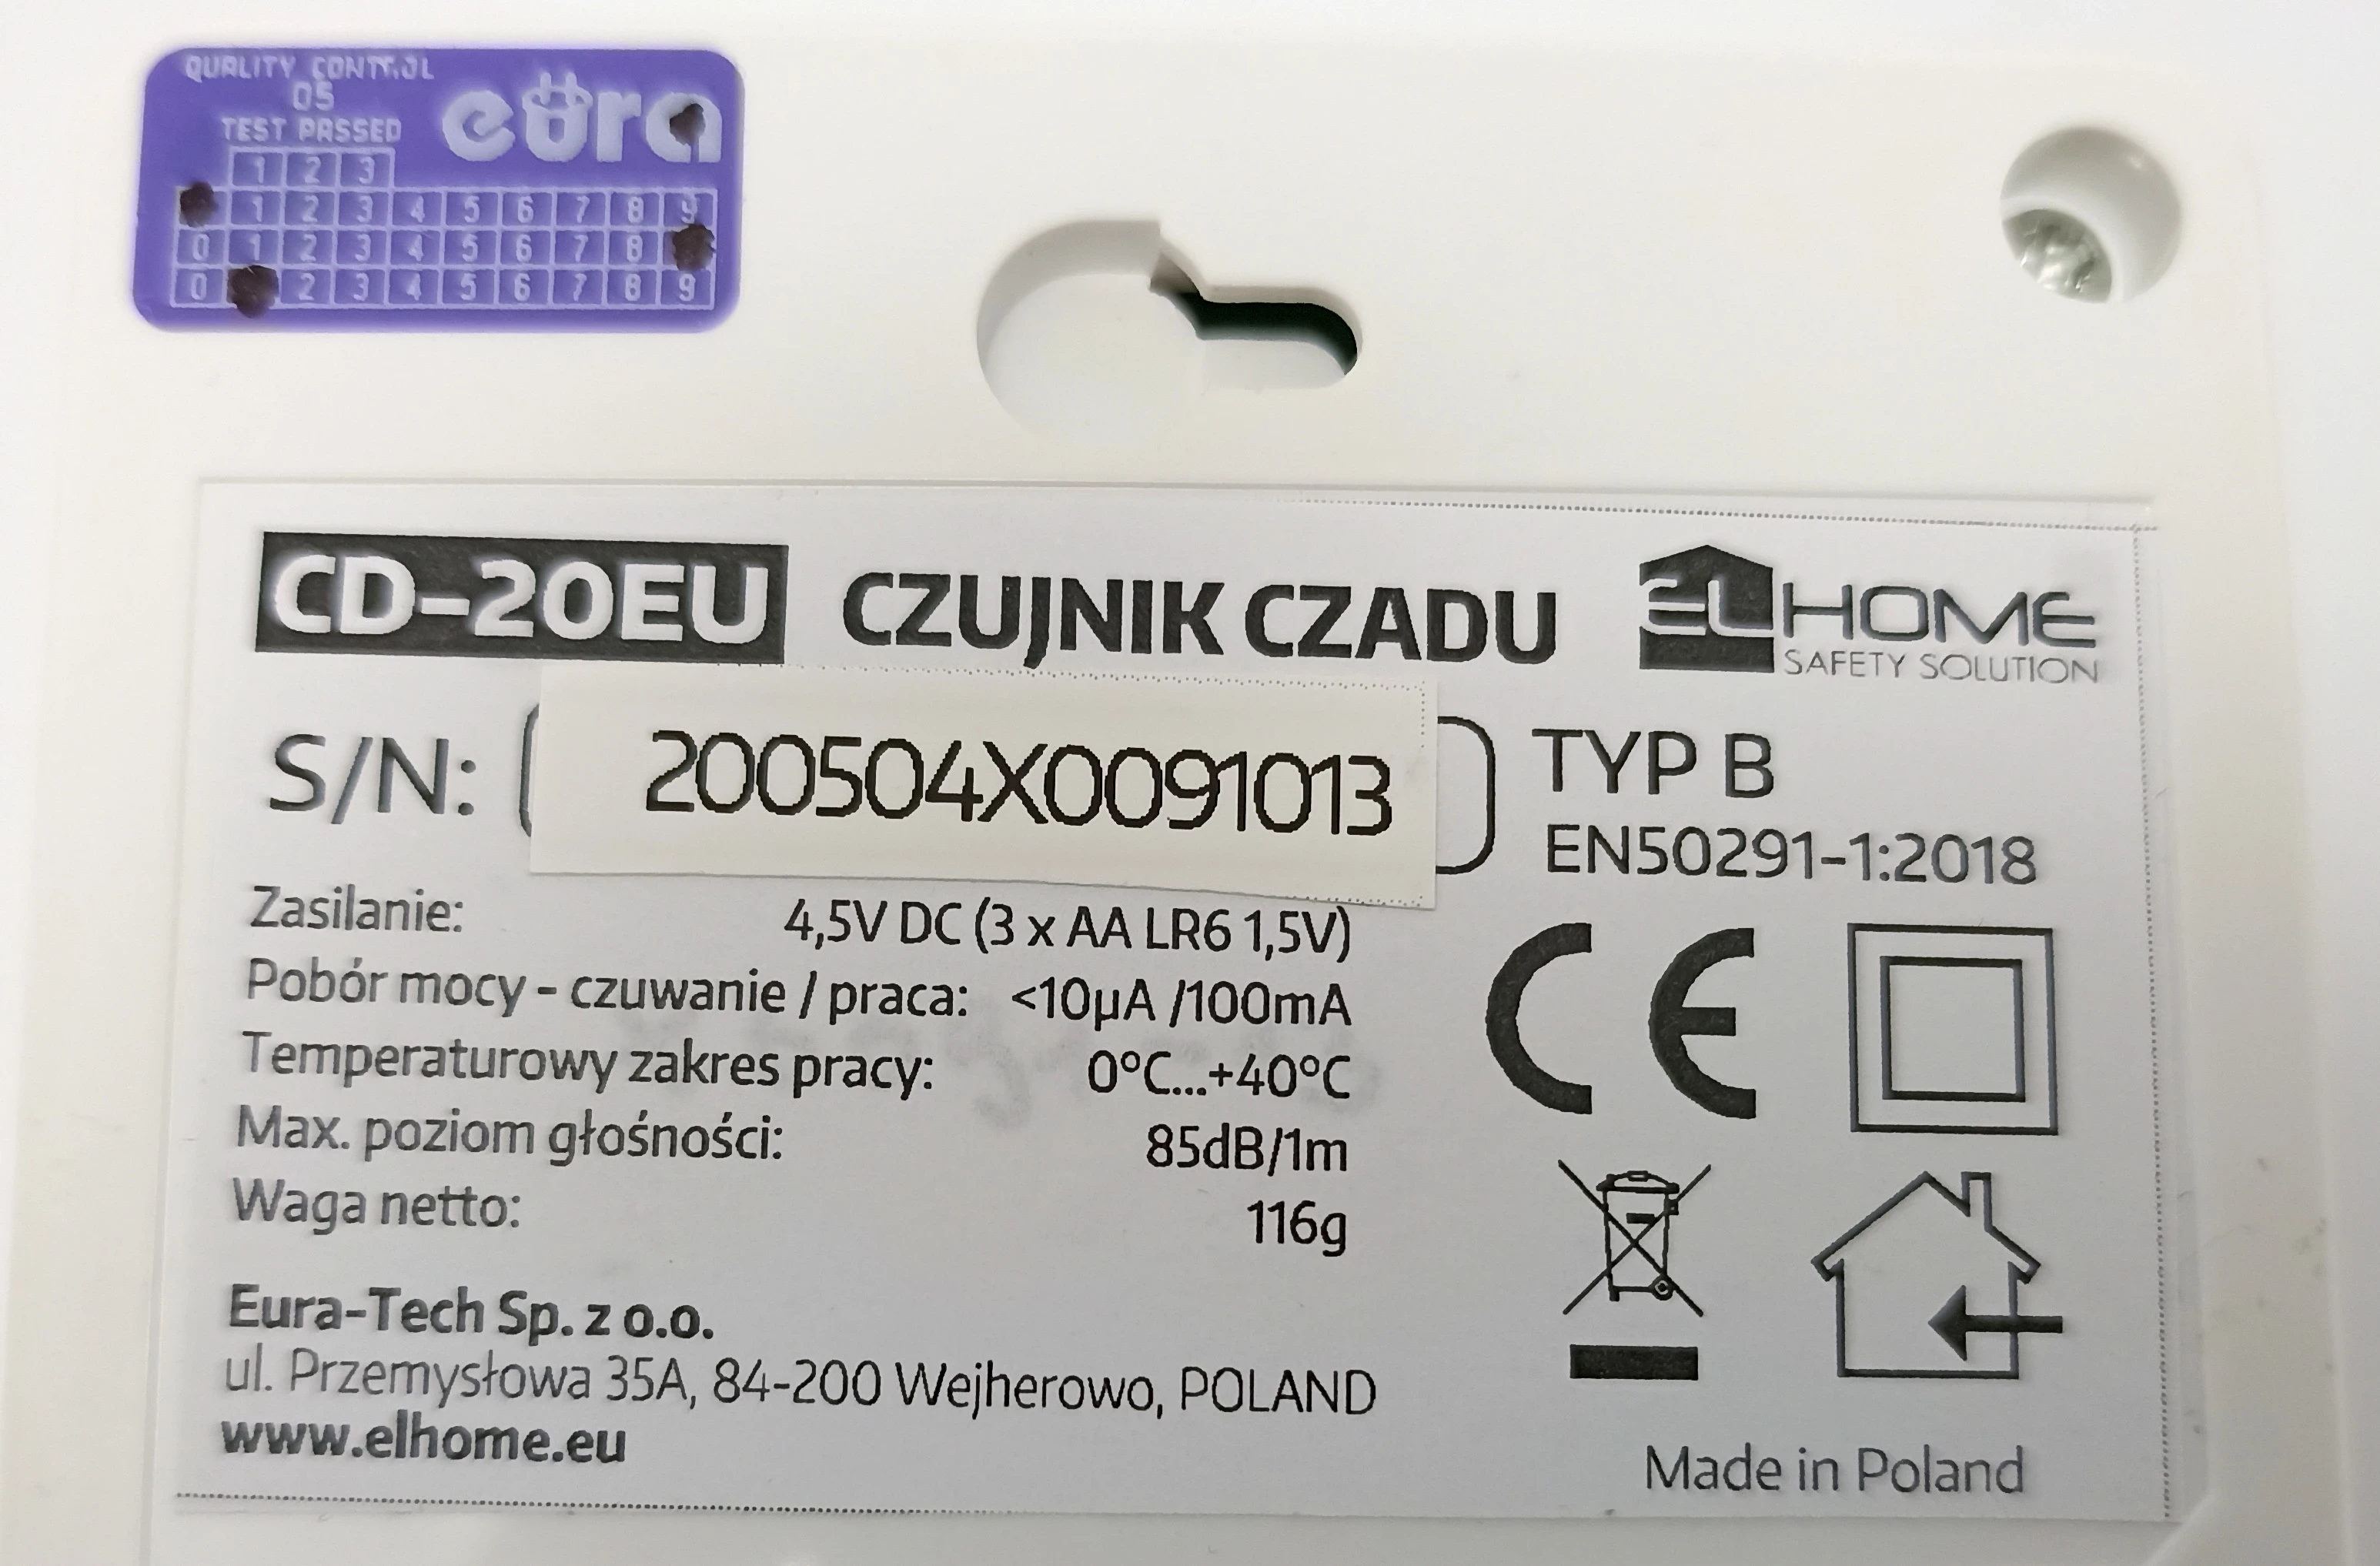 QUALITY CONTROL
05
TEST PASSED
eura
1 2 3
1 2 3 4 5 6 7 8 9
0 1 2 3 4 5 6 7 8
0 2 3 4 5 6 7 8 9
CD-20EU CZUJNIK CZADU
ELHOME
SAFETY SOLUTION
S/N: 200504X0091013
TYP B
EN50291-1:2018
Zasilanie: 4,5V DC (3 x AA LR6 1,5V)
Pobór mocy - czuwanie / praca: <10µA /100mA
Temperaturowy zakres pracy: 0°C...+40°C
Max. poziom głośności: 85dB/1m
Waga netto: 116g
CE
Eura-Tech Sp. z o.o.
ul. Przemysłowa 35A, 84-200 Wejherowo, POLAND
www.elhome.eu
Made in Poland